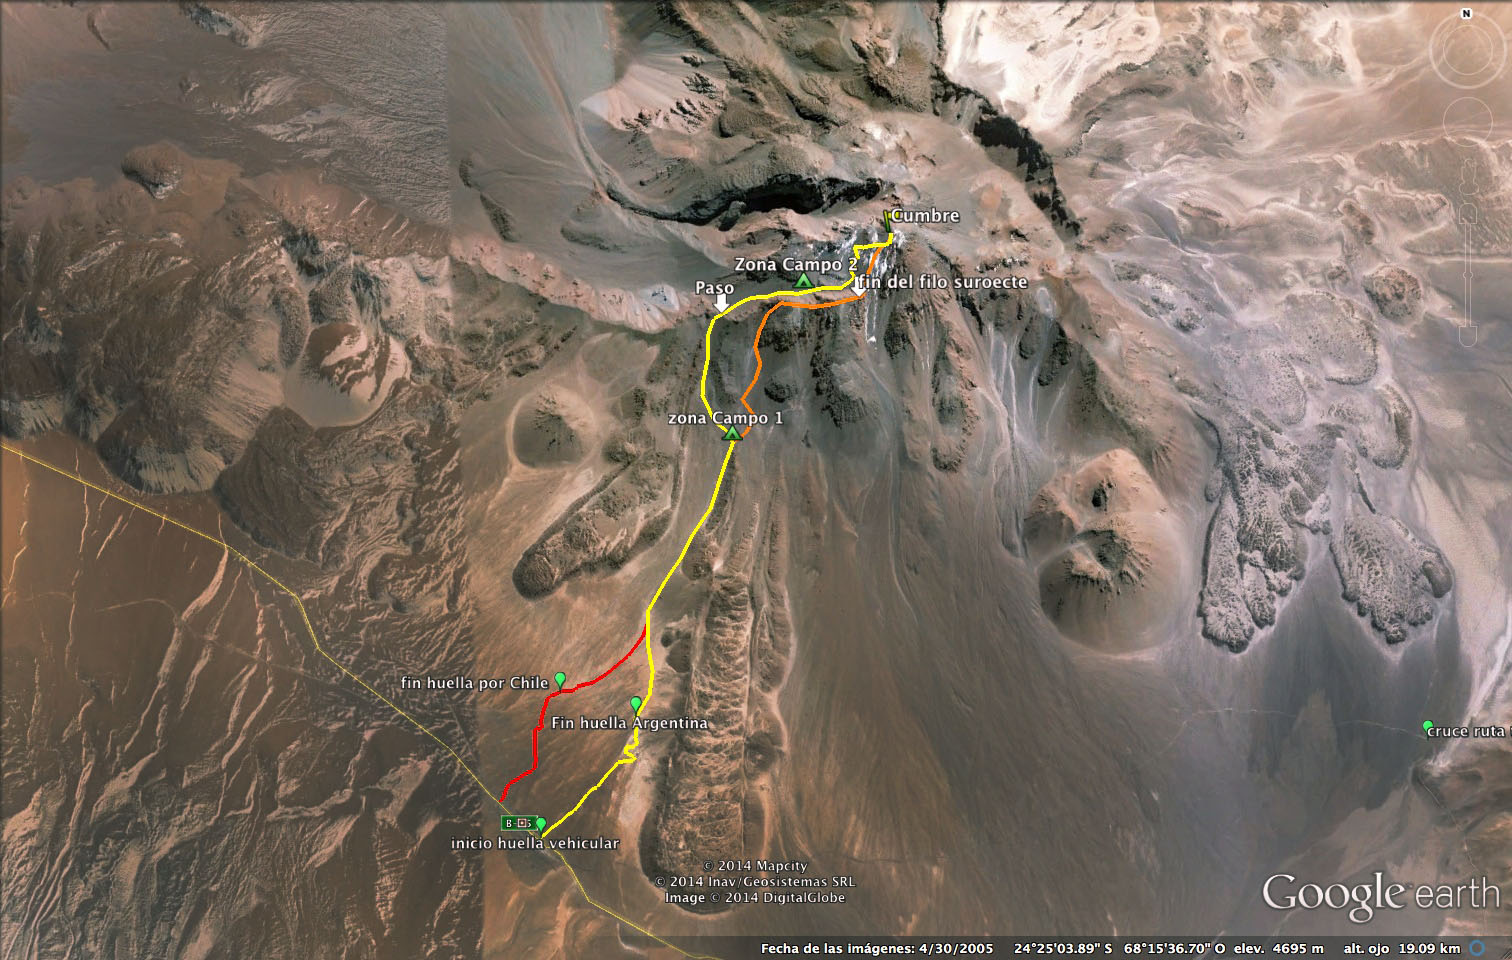 N
Cumbre
Zona Campo 2
fin del filo suroecte
Paso
zona Campo 1
fin huella por Chile
Fin huella Argentina
cruce ruta
inicio huella vehicular
© 2014 Mapcity
© 2014 Inav/Geosistemas SRL
Image © 2014 DigitalGlobe
Google earth
Fecha de las imágenes: 4/30/2005 24°25'03.89" S 68°15'36.70" O elev. 4695 m alt. ojo 19.09 km